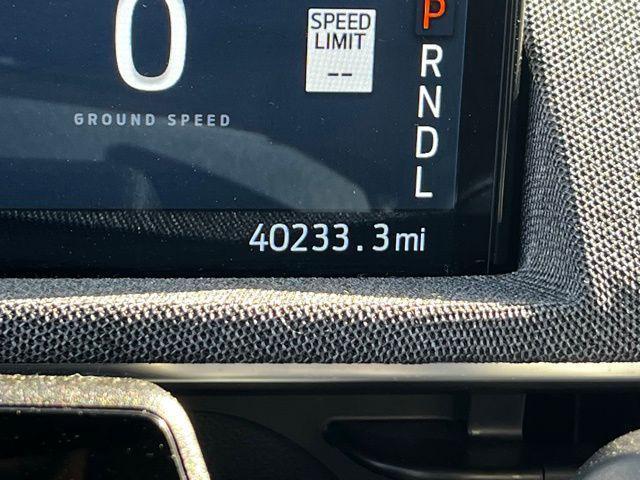 0
GROUND SPEED
SPEED
LIMIT
--
P
R
N
D
L
40233.3mi